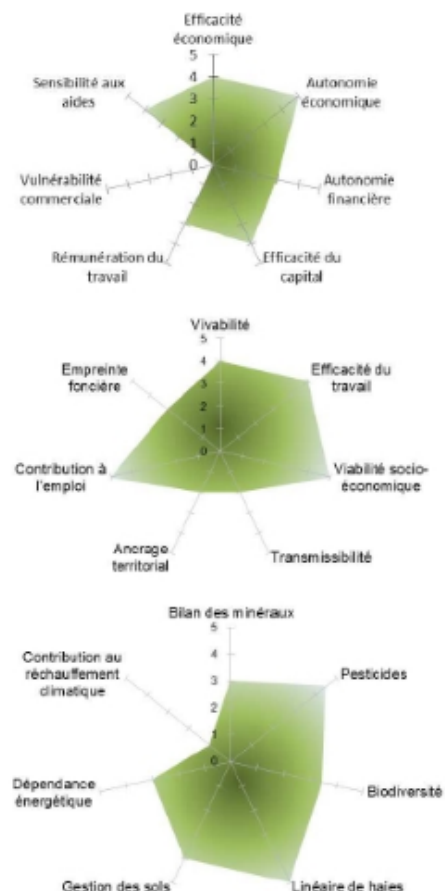 Efficacité
économique
5
4
3
2
1
0
Autonomie
économique
Autonomie
financière
Efficacité du
capital
Rémunération du
travail
Vulnérabilité
commerciale
Sensibilité aux
aides
Vivabilité
5
4
3
2
1
0
Efficacité du
travail
Viabilité socio-
économique
Transmissibilité
Ancrage
territorial
Contribution à
l'emploi
Empreinte
foncière
Bilan des minéraux
5
4
3
2
1
0
Pesticides
Biodiversité
Linéaire de haies
Gestion des sols
Dépendance
énergétique
Contribution au
réchauffement
climatique